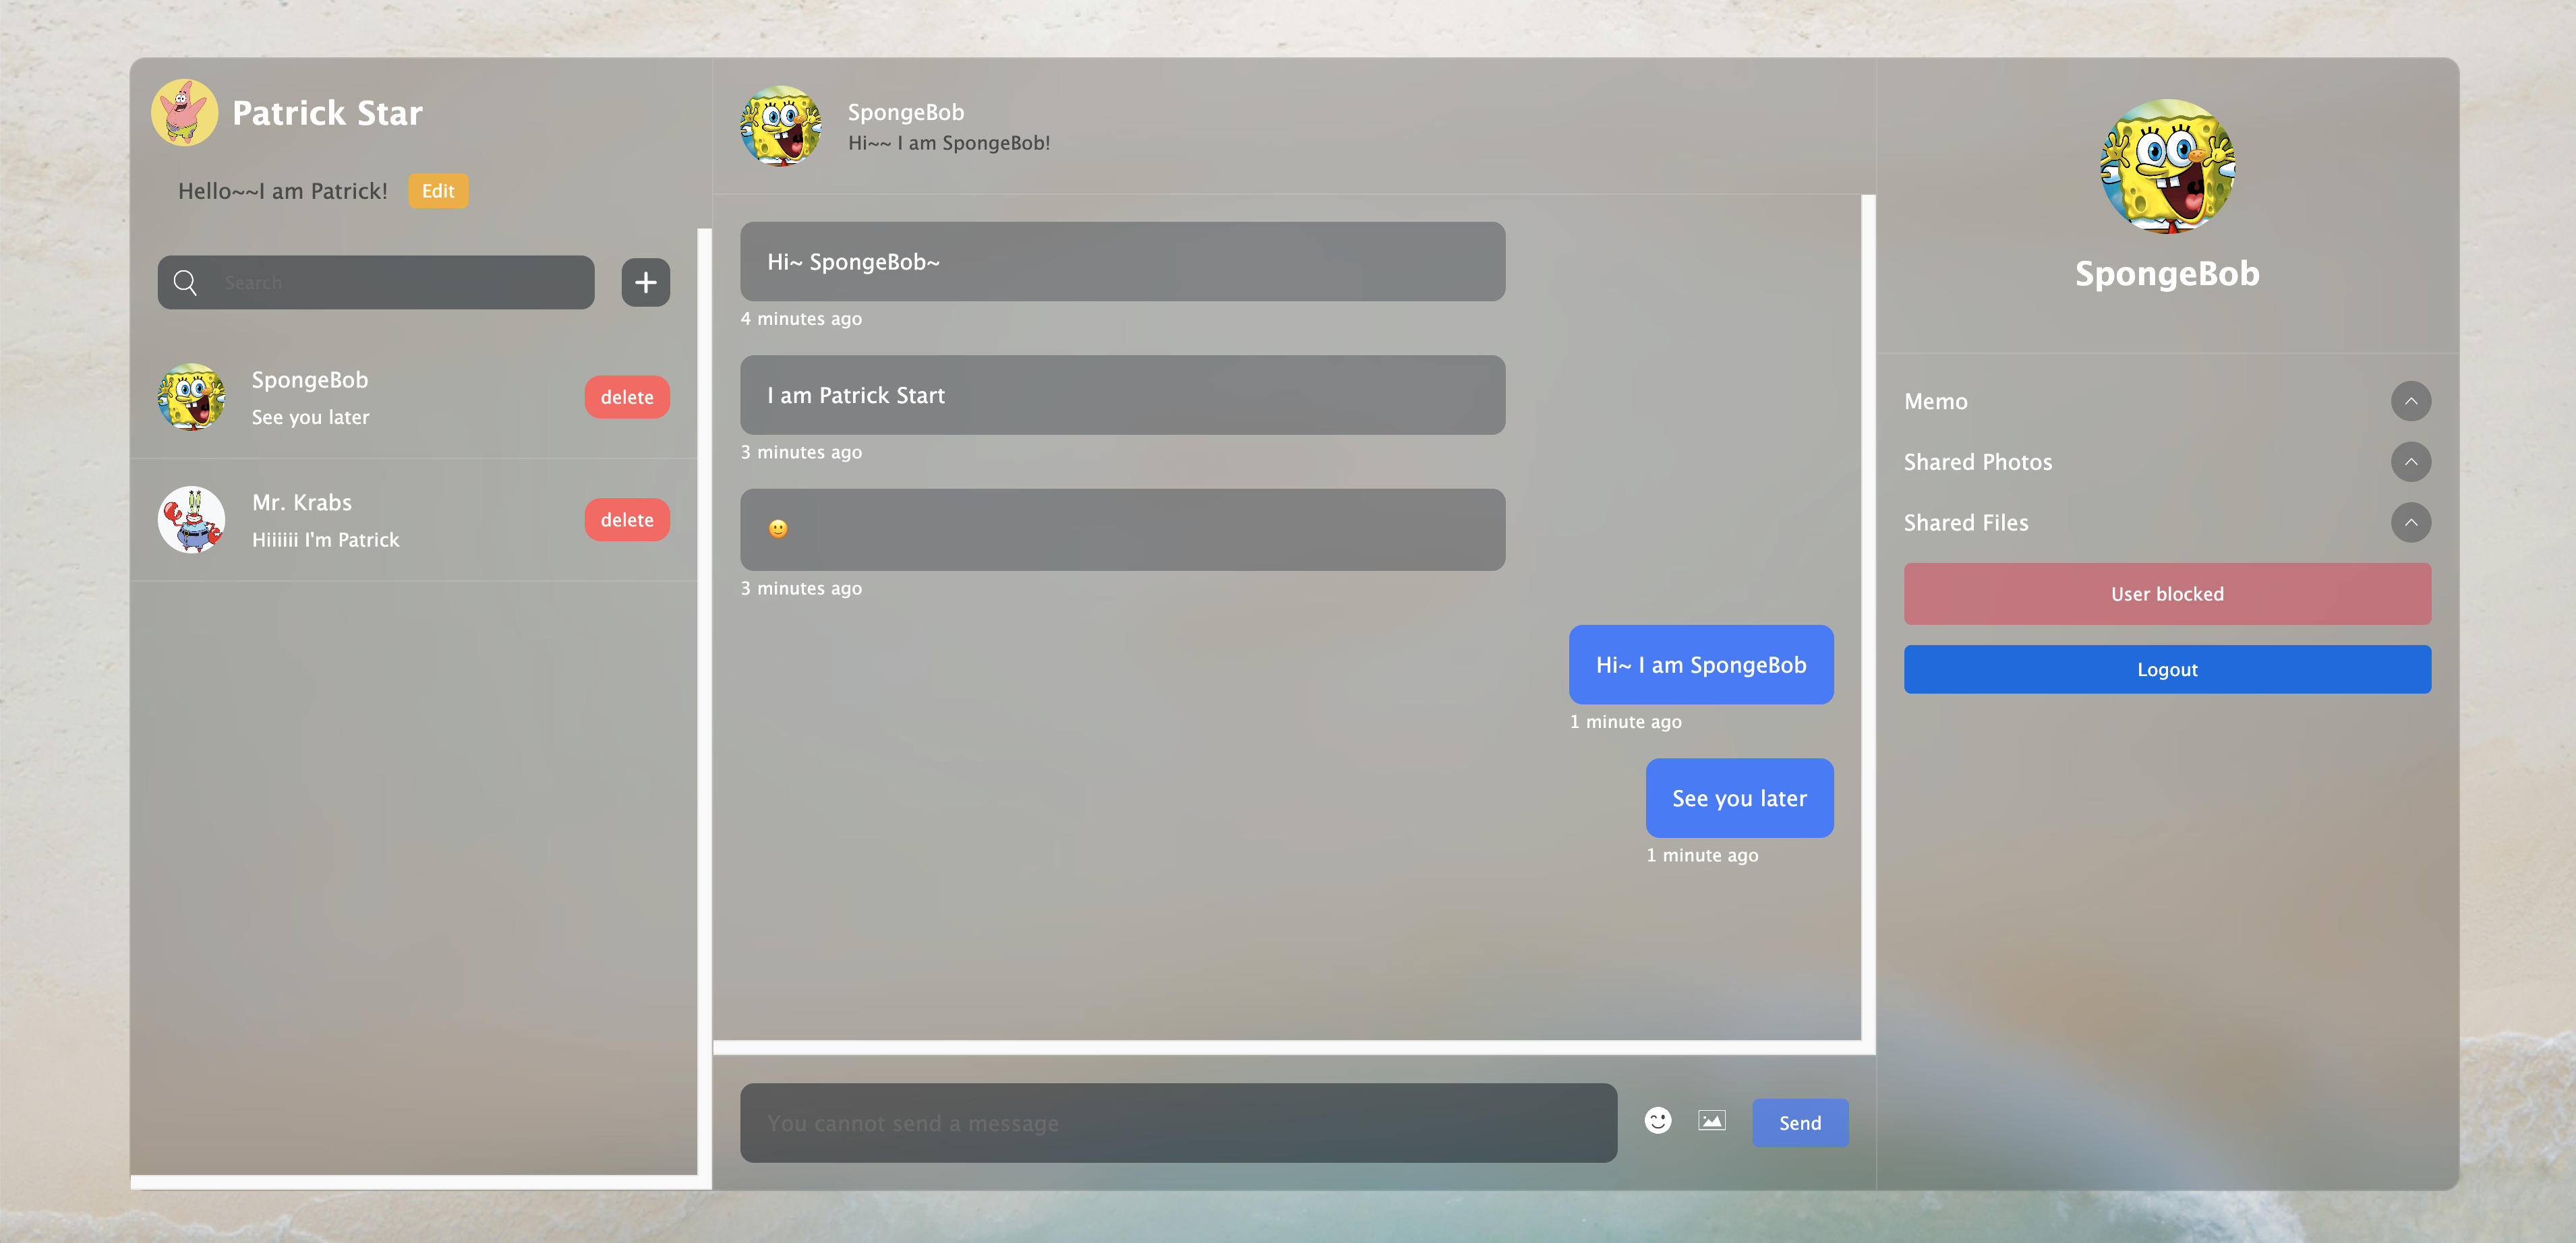 Patrick Star
Hello~~I am Patrick!
Edit
Search
SpongeBob
See you later
delete
Mr. Krabs
Hiiiiii I'm Patrick
delete
SpongeBob
Hi~~ I am SpongeBob!
Hi~ SpongeBob~
4 minutes ago
I am Patrick Start
3 minutes ago
🙂
3 minutes ago
Hi~ I am SpongeBob
1 minute ago
See you later
1 minute ago
You cannot send a message
Send
SpongeBob
Memo
Shared Photos
Shared Files
User blocked
Logout